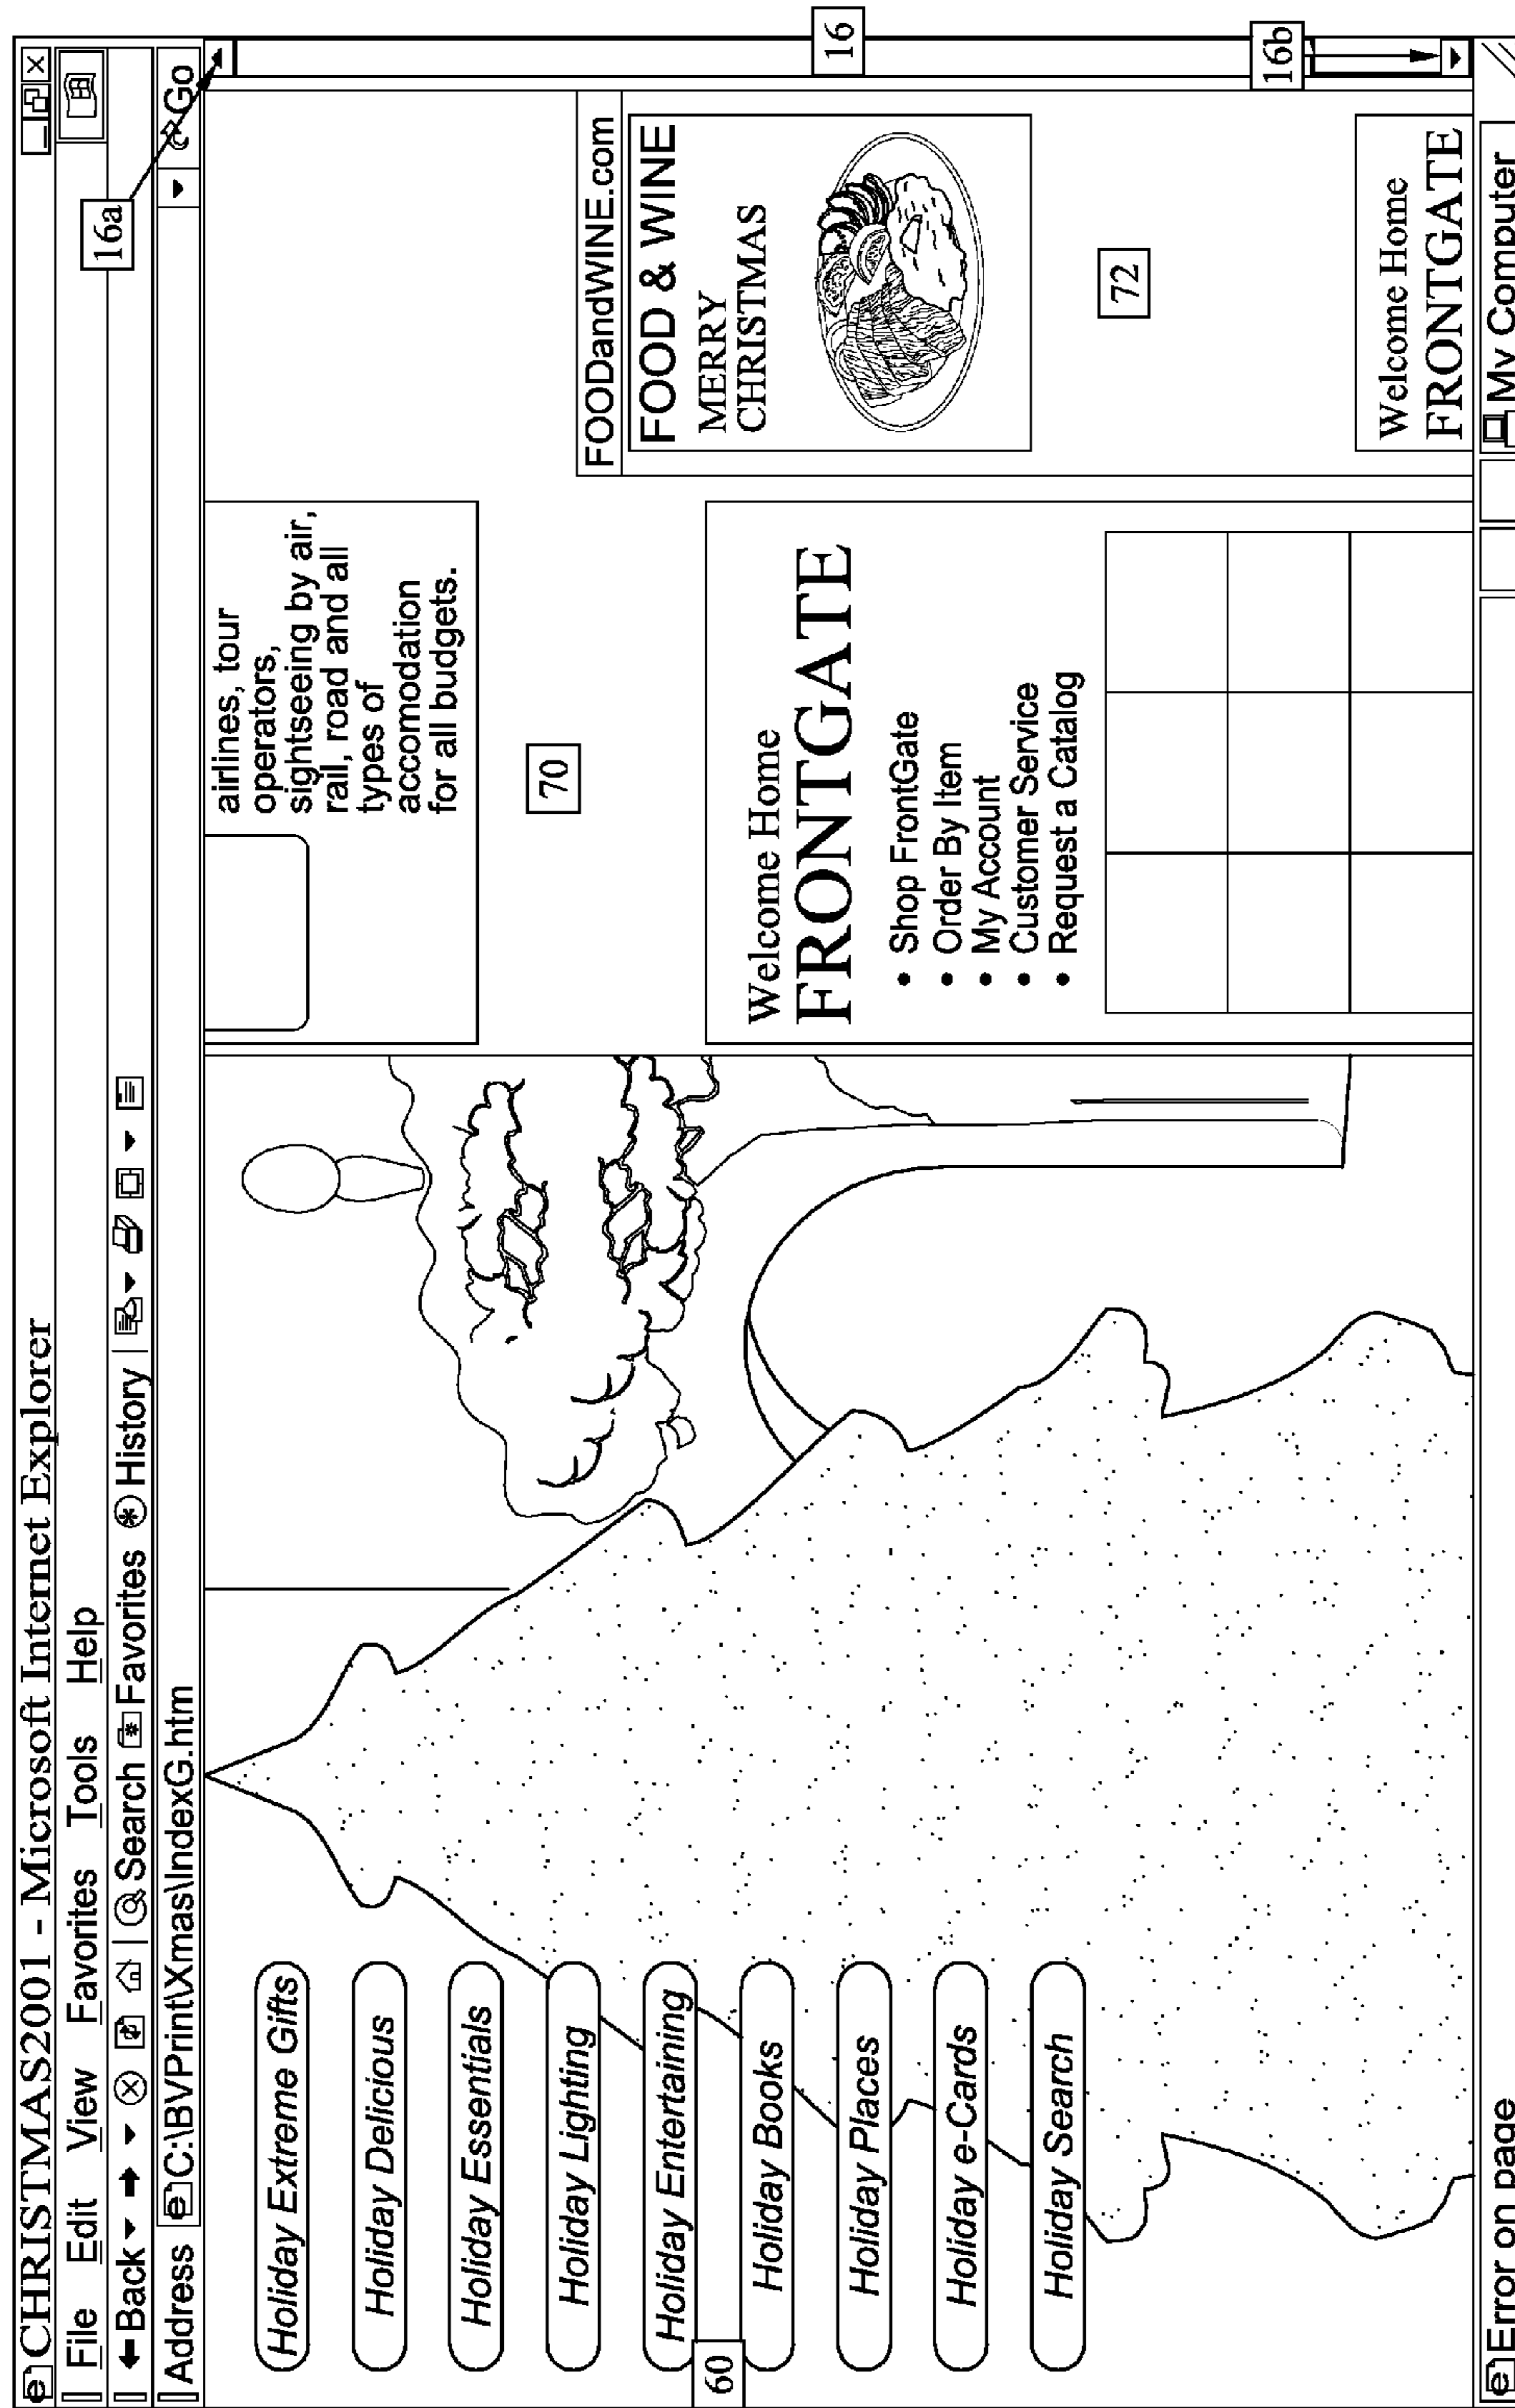 CHRISTMAS2001 - Microsoft Internet Explorer
File Edit View Favorites Tools Help
Back Search Favorites History
16a
Address C:\BVPrint\Xmas\IndexG.htm Go
Holiday Extreme Gifts
Holiday Delicious
Holiday Essentials
Holiday Lighting
Holiday Entertaining
Holiday Books
Holiday Places
Holiday e-Cards
Holiday Search
60
airlines, tour
operators,
sightseeing by air,
rail, road and all
types of
accomodation
for all budgets.
70
Welcome Home
FRONTGATE
• Shop FrontGate
• Order By Item
• My Account
• Customer Service
• Request a Catalog
FOODandWINE.com
FOOD & WINE
MERRY
CHRISTMAS
72
Welcome Home
FRONTGATE
16
16b
Error on page My Computer